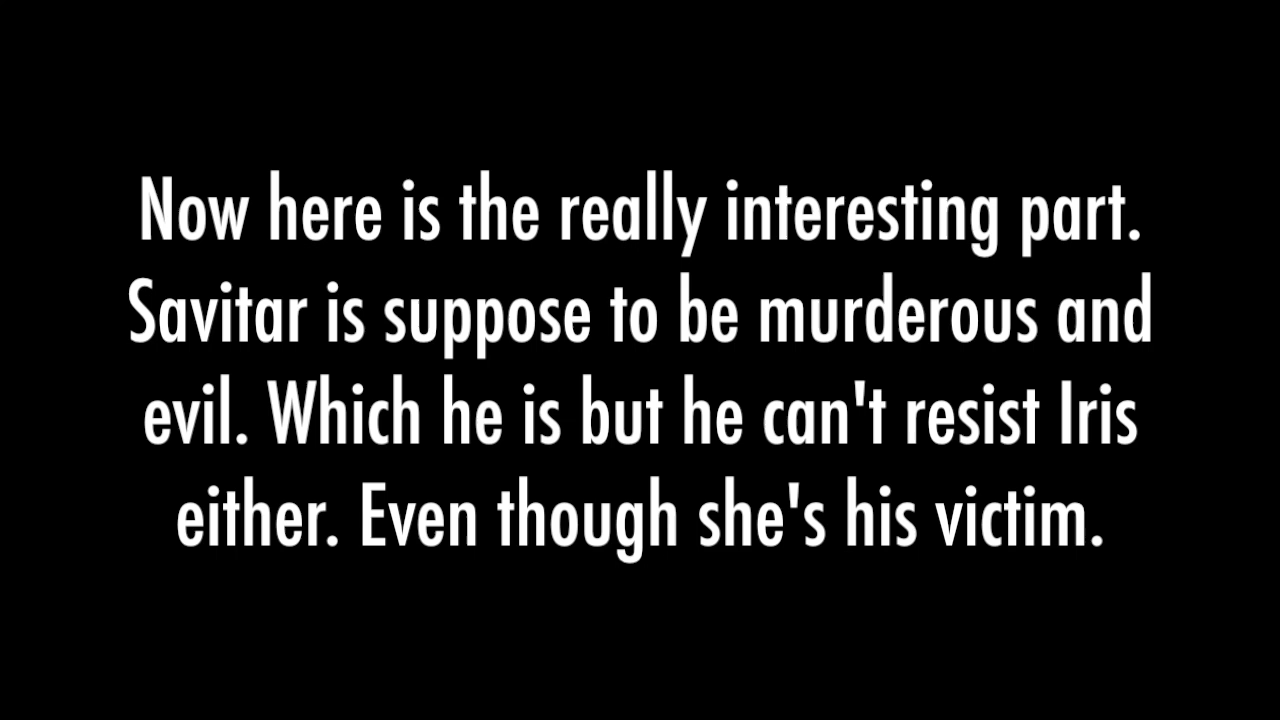 Now here is the really interesting part.
Savitar is suppose to be murderous and
evil. Which he is but he can't resist Iris
either. Even though she's his victim.